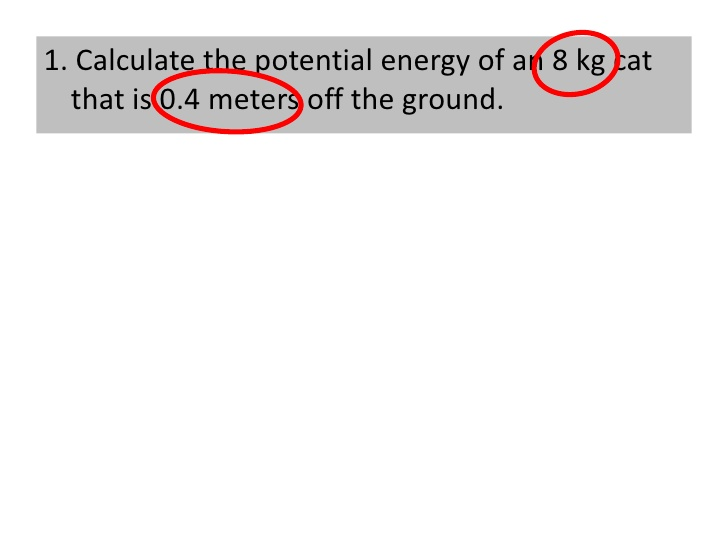 1. Calculate the potential energy of an 8 kg cat
that is 0.4 meters off the ground.